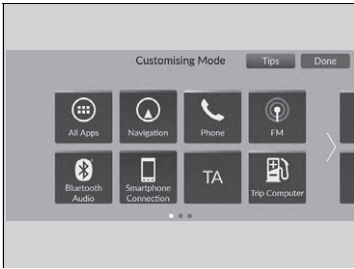 Customising Mode Tips Done
All Apps Navigation Phone FM
Bluetooth Audio
Smartphone Connection
TA
Trip Computer